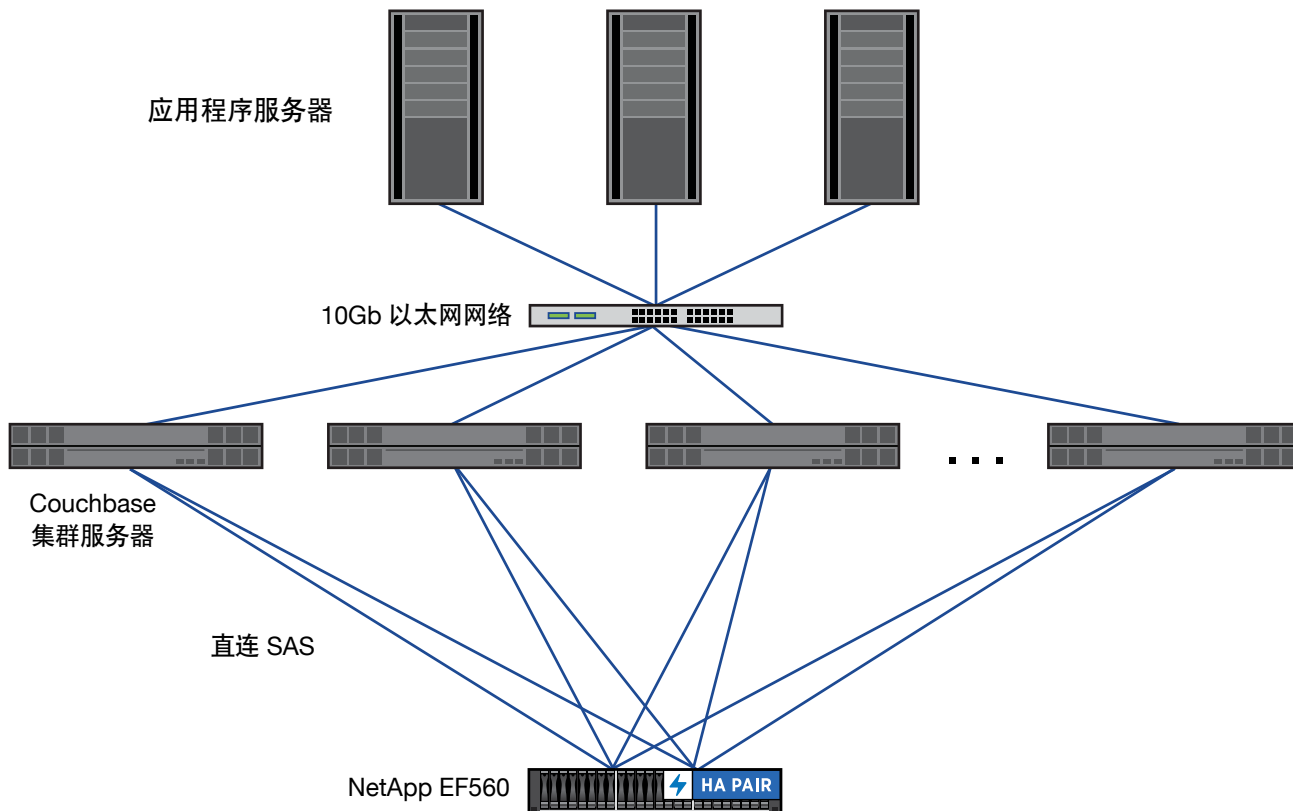 应用程序服务器
10Gb 以太网网络
Couchbase
集群服务器
直连 SAS
NetApp EF560
HA PAIR